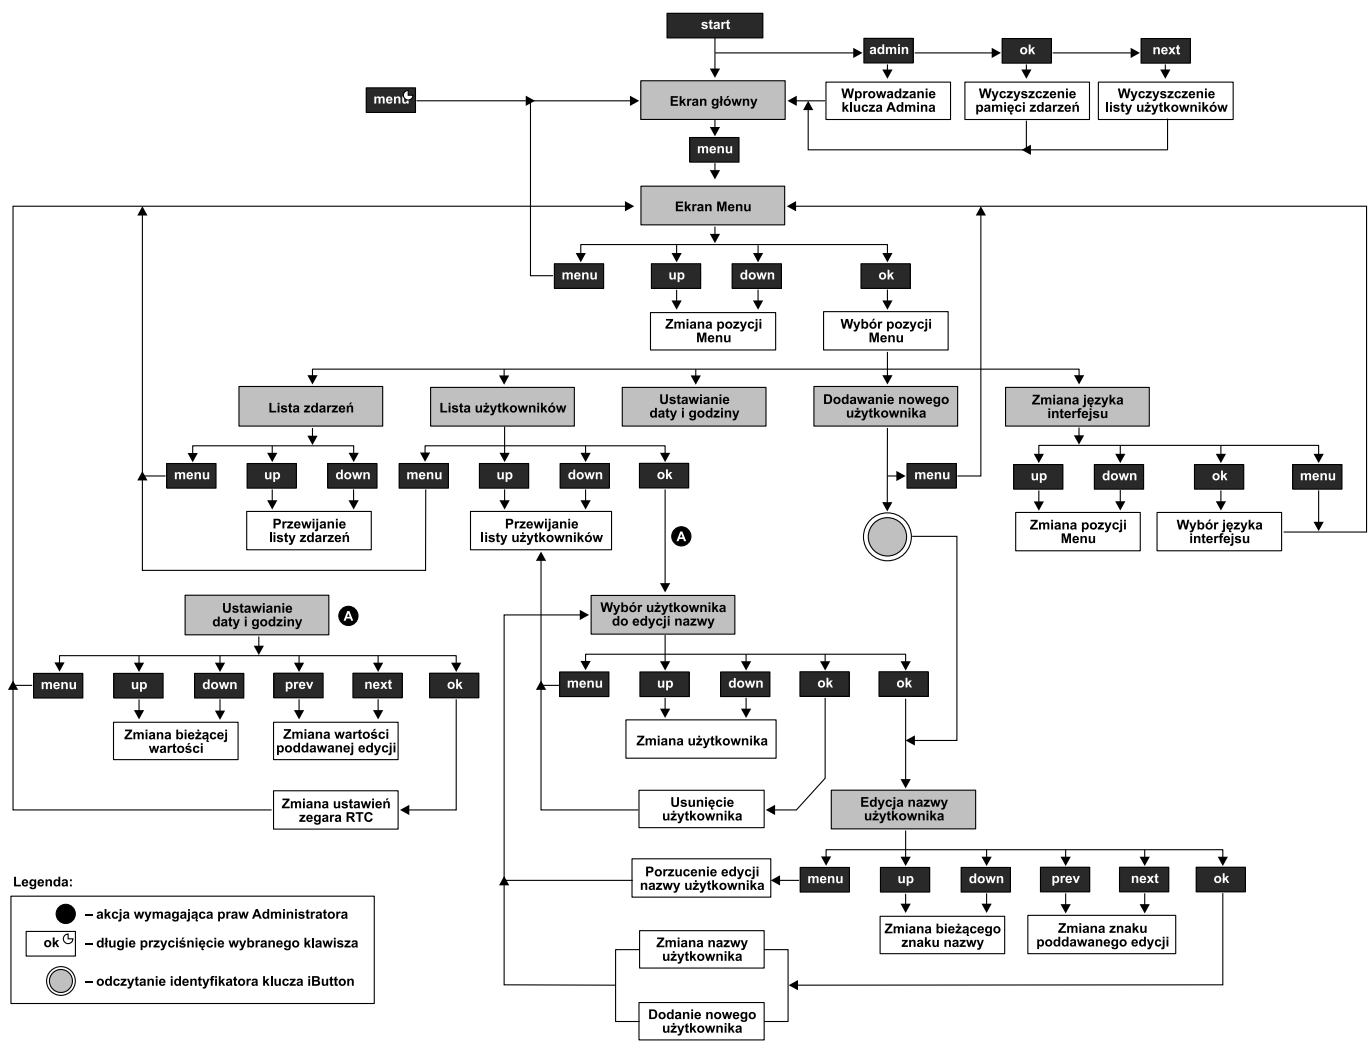 start
admin
ok
next
menu
Ekran główny
Wprowadzanie
klucza Admina
Wyczyszczenie
pamięci zdarzeń
Wyczyszczenie
listy użytkowników
menu
Ekran Menu
menu
up
down
ok
Zmiana pozycji
Menu
Wybór pozycji
Menu
Lista zdarzeń
Lista użytkowników
Ustawianie
daty i godziny
Dodawanie nowego
użytkownika
Zmiana języka
interfejsu
menu
up
down
menu
up
down
ok
menu
up
down
ok
menu
Przewijanie
listy zdarzeń
Przewijanie
listy użytkowników
A
Zmiana pozycji
Menu
Wybór języka
interfejsu
Ustawianie
daty i godziny
A
Wybór użytkownika
do edycji nazwy
menu
up
down
prev
next
ok
menu
up
down
ok
ok
Zmiana bieżącej
wartości
Zmiana wartości
poddawanej edycji
Zmiana użytkownika
Zmiana ustawień
zegara RTC
Usunięcie
użytkownika
Edycja nazwy
użytkownika
Porzucenie edycji
nazwy użytkownika
menu
up
down
prev
next
ok
Zmiana bieżącego
znaku nazwy
Zmiana znaku
poddawanego edycji
Zmiana nazwy
użytkownika
Dodanie nowego
użytkownika
Legenda:
– akcja wymagająca praw Administratora
ok – długie przyciśnięcie wybranego klawisza
– odczytanie identyfikatora klucza iButton